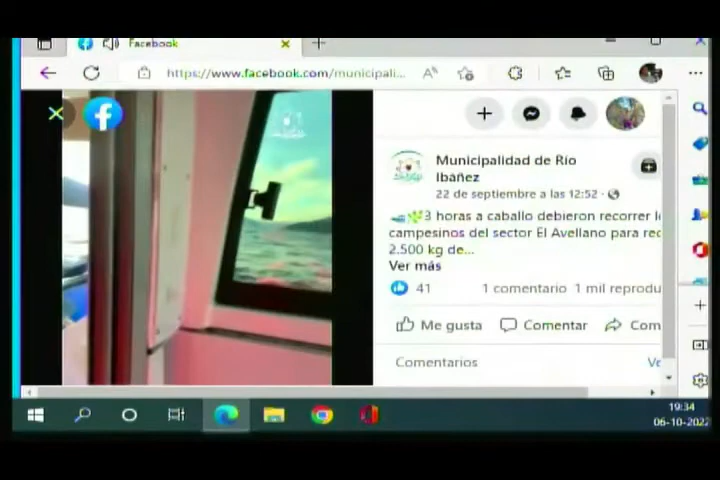 Facebook
https://www.facebook.com/municipali...
Municipalidad de Río
Ibáñez
22 de septiembre a las 12:52
3 horas a caballo debieron recorrer l
campesinos del sector El Avellano para rec
2.500 kg de...
Ver más
41
1 comentario 1 mil reprodu
Me gusta
Comentar
Com
Comentarios
Ve
19:34
06-10-2022